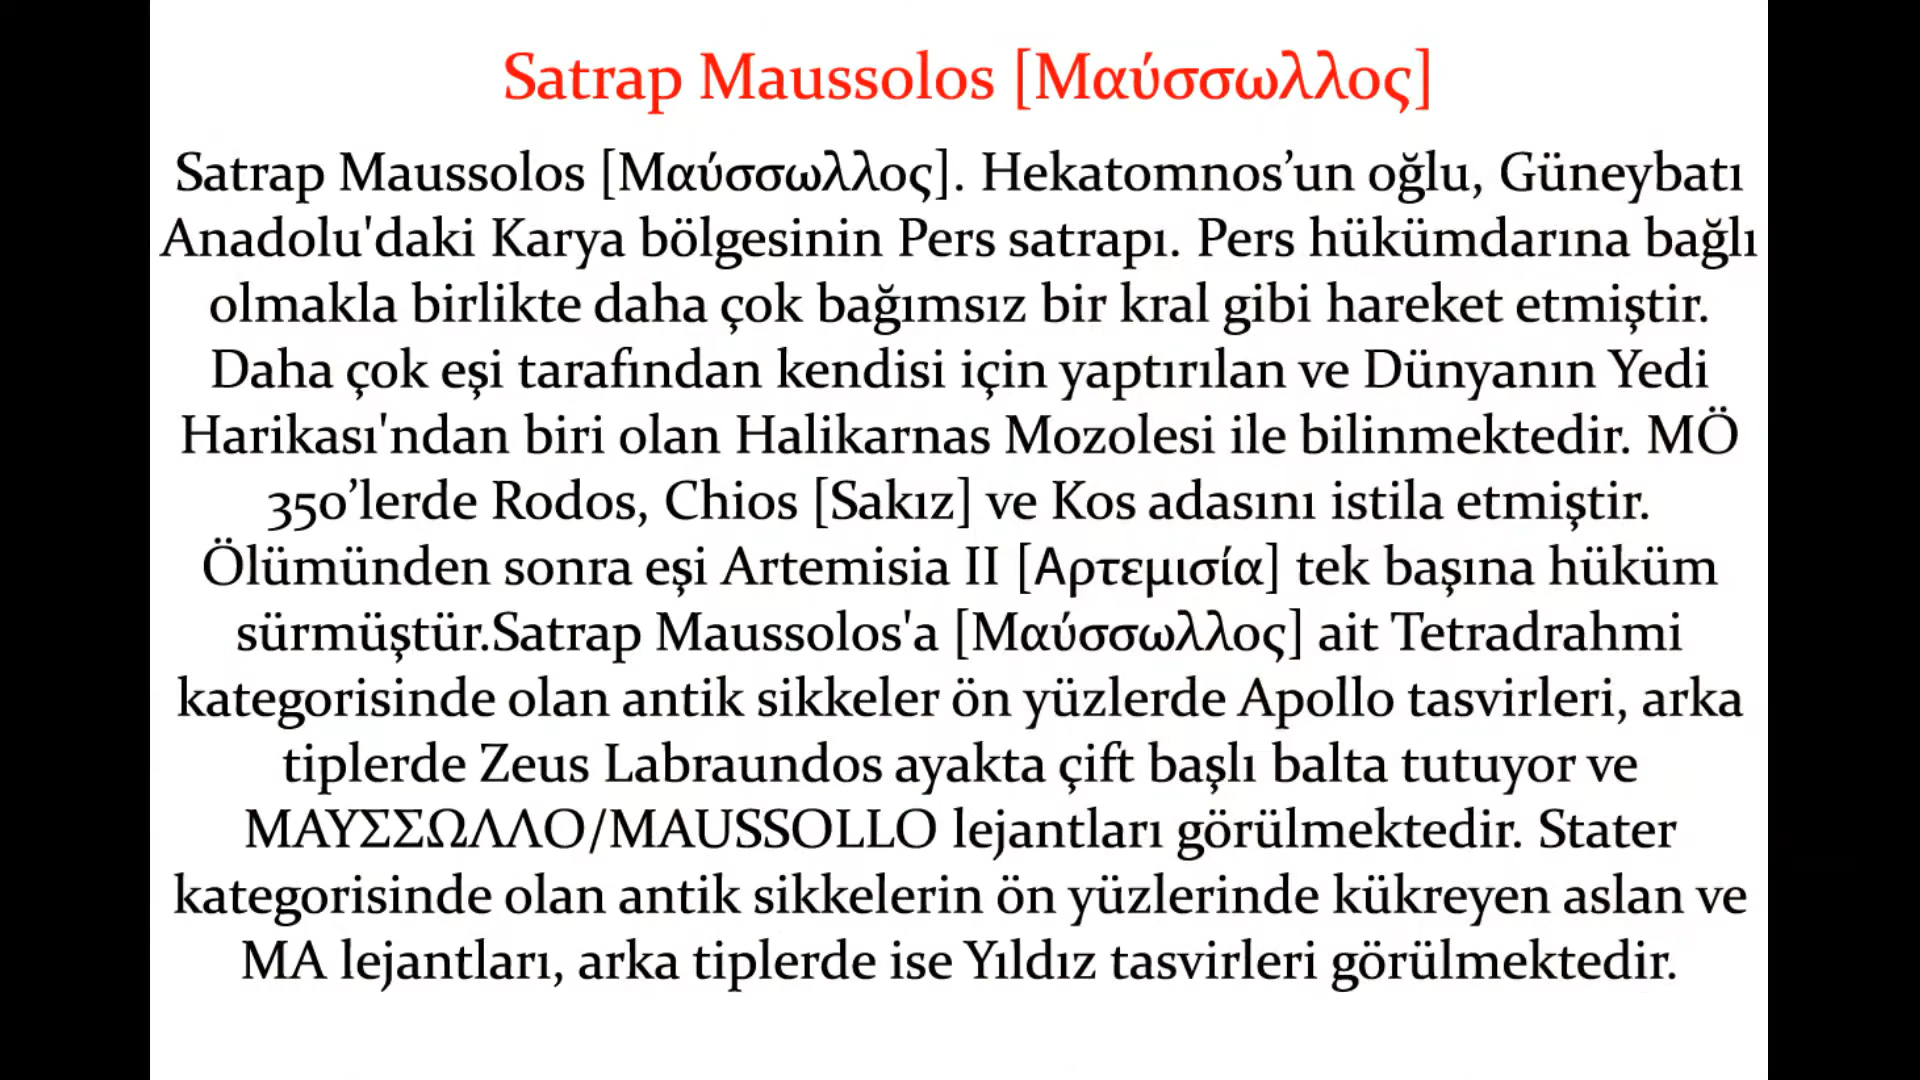 Satrap Maussolos [Μαύσσωλλος]
Satrap Maussolos [Μαύσσωλλος]. Hekatomnos’un oğlu, Güneybatı
Anadolu'daki Karya bölgesinin Pers satrapı. Pers hükümdarına bağlı
olmakla birlikte daha çok bağımsız bir kral gibi hareket etmiştir.
Daha çok eşi tarafından kendisi için yaptırılan ve Dünyanın Yedi
Harikası'ndan biri olan Halikarnas Mozolesi ile bilinmektedir. MÖ
350’lerde Rodos, Chios [Sakız] ve Kos adasını istila etmiştir.
Ölümünden sonra eşi Artemisia II [Αρτεμισία] tek başına hüküm
sürmüştür.Satrap Maussolos'a [Μαύσσωλλος] ait Tetradrahmi
kategorisinde olan antik sikkeler ön yüzlerde Apollo tasvirleri, arka
tiplerde Zeus Labraundos ayakta çift başlı balta tutuyor ve
ΜΑΥΣΣΩΛΛΟ/MAUSSOLLO lejantları görülmektedir. Stater
kategorisinde olan antik sikkelerin ön yüzlerinde kükreyen aslan ve
MA lejantları, arka tiplerde ise Yıldız tasvirleri görülmektedir.